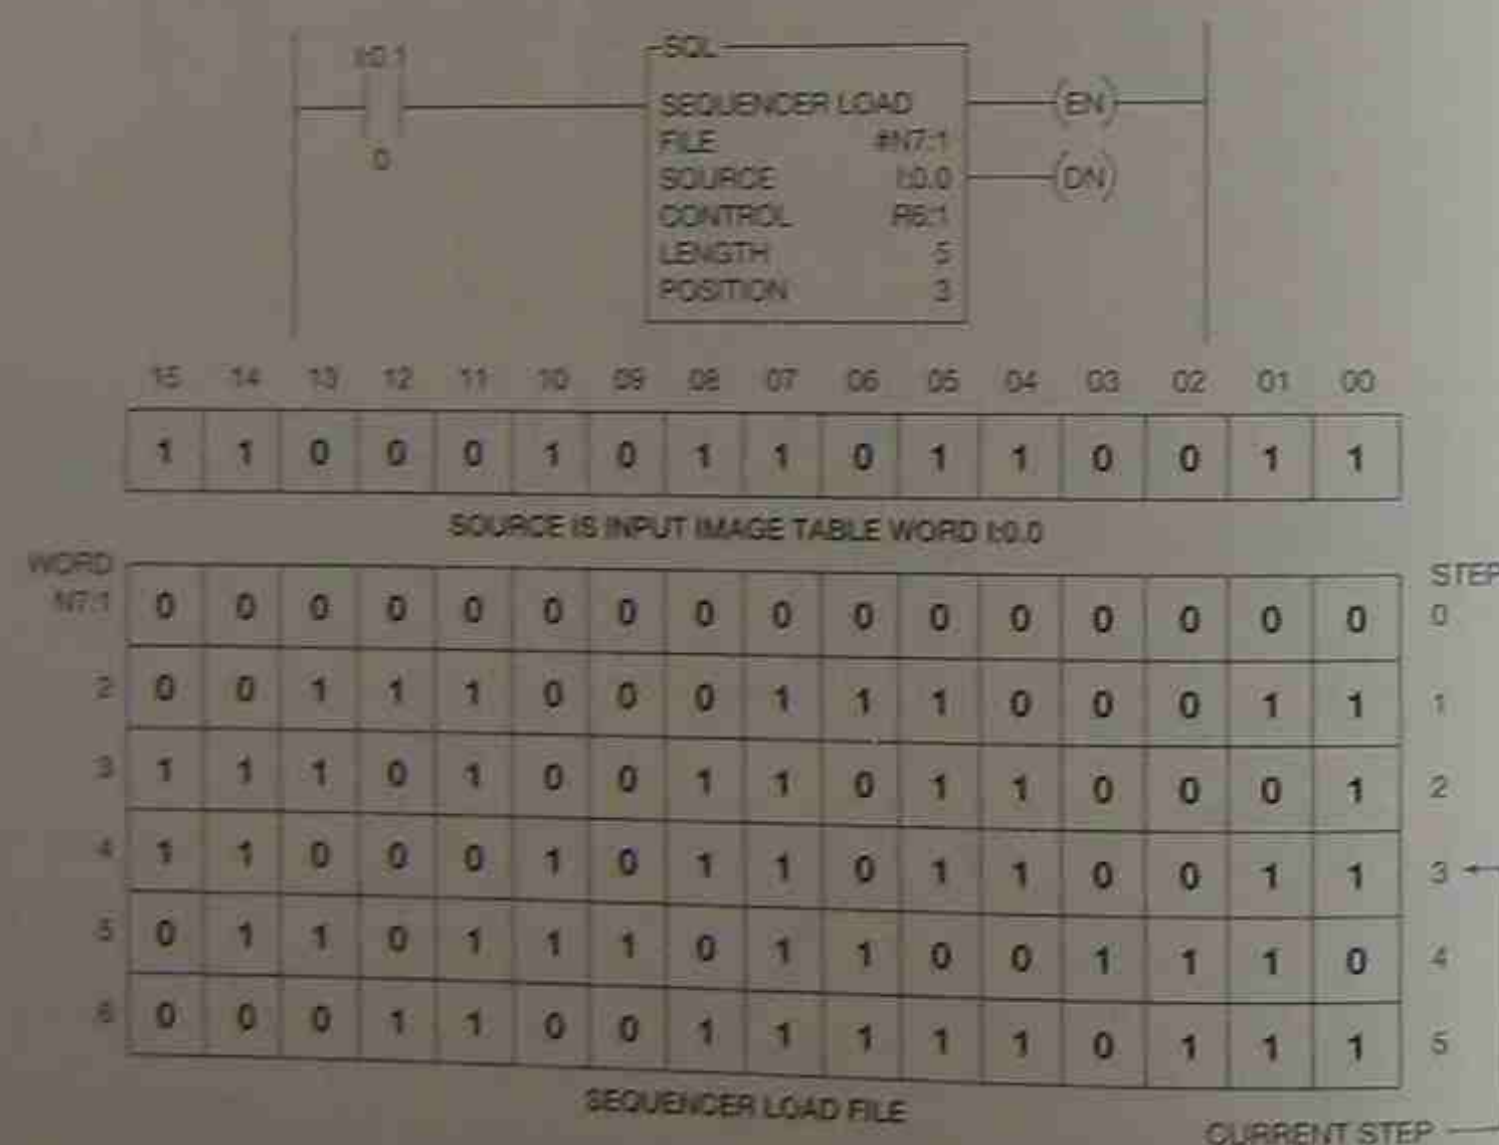 I:0.1
SQL
SEQUENCER LOAD (EN)
FILE #N7:1
0
SOURCE I:0.0 (DN)
CONTROL R6:1
LENGTH 5
POSITION 3
15 14 13 12 11 10 09 08 07 06 05 04 03 02 01 00
1 1 0 0 0 1 0 1 1 0 1 1 0 0 1 1
SOURCE IS INPUT IMAGE TABLE WORD I:0.0
WORD STEP
N7:1 0 0 0 0 0 0 0 0 0 0 0 0 0 0 0 0 0
2 0 0 1 1 1 0 0 0 1 1 1 0 0 0 1 1 1
3 1 1 1 0 1 0 0 1 1 0 1 1 0 0 0 1 2
4 1 1 0 0 0 1 0 1 1 0 1 1 0 0 1 1 3
5 0 1 1 0 1 1 1 0 1 1 0 0 1 1 1 0 4
6 0 0 0 1 1 0 0 1 1 1 1 1 0 1 1 1 5
SEQUENCER LOAD FILE
CURRENT STEP